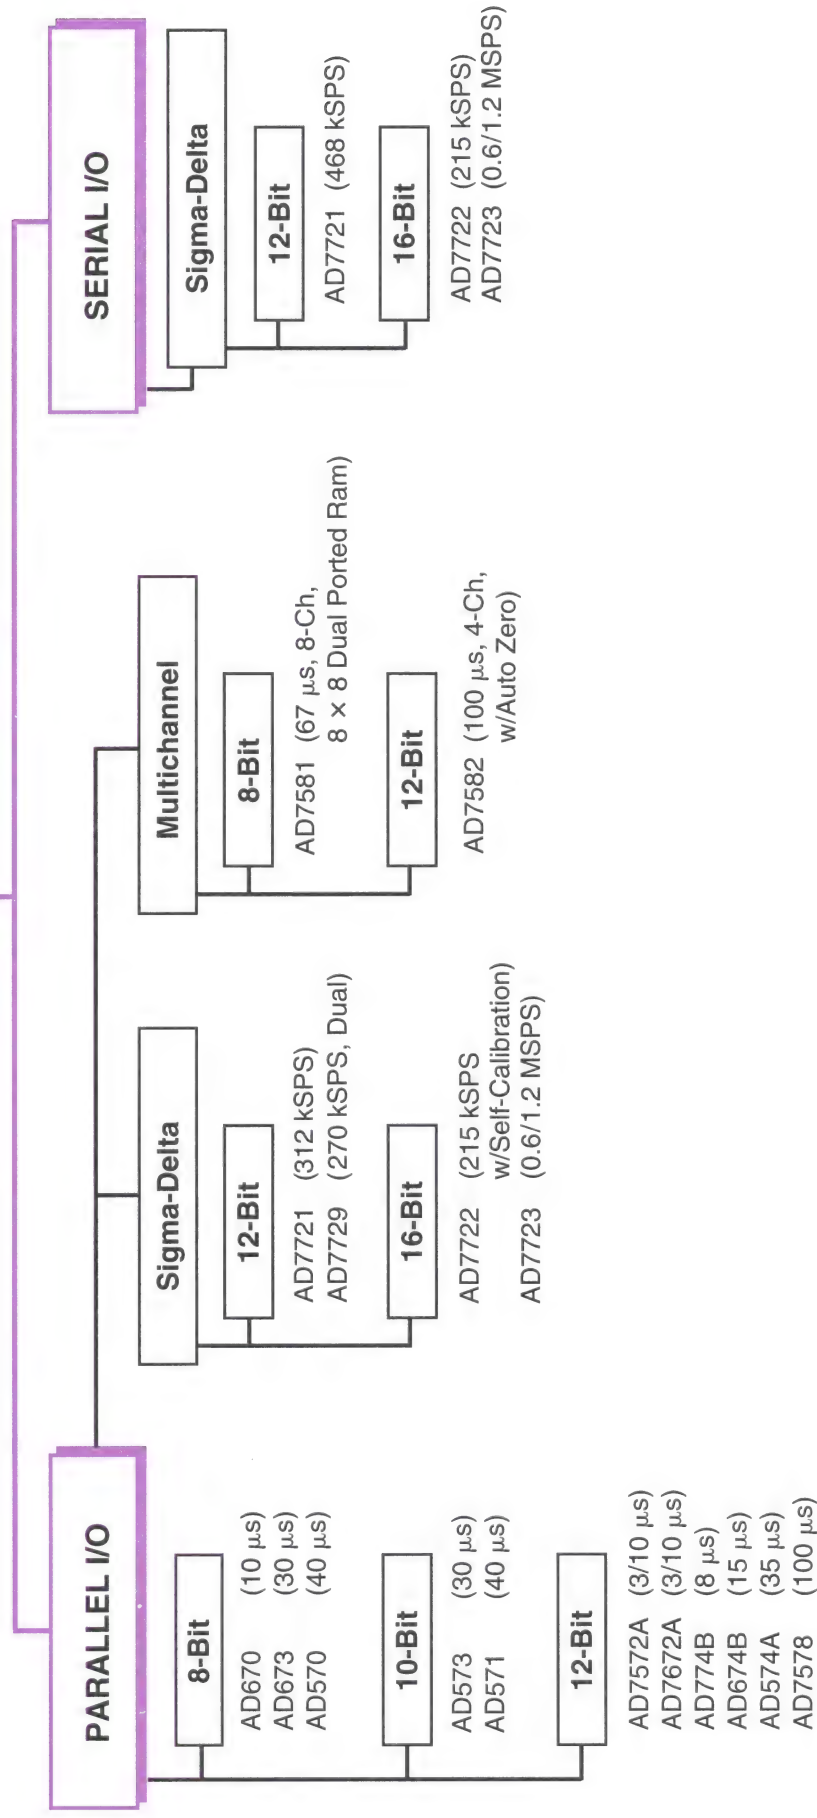 PARALLEL I/O
8-Bit
AD670 (10 µs)
AD673 (30 µs)
AD570 (40 µs)
10-Bit
AD573 (30 µs)
AD571 (40 µs)
12-Bit
AD7572A (3/10 µs)
AD7672A (3/10 µs)
AD774B (8 µs)
AD674B (15 µs)
AD574A (35 µs)
AD7578 (100 µs)
Sigma-Delta
12-Bit
AD7721 (312 kSPS)
AD7729 (270 kSPS, Dual)
16-Bit
AD7722 (215 kSPS
w/Self-Calibration)
AD7723 (0.6/1.2 MSPS)
Multichannel
8-Bit
AD7581 (67 µs, 8-Ch,
8 × 8 Dual Ported Ram)
12-Bit
AD7582 (100 µs, 4-Ch,
w/Auto Zero)
SERIAL I/O
Sigma-Delta
12-Bit
AD7721 (468 kSPS)
16-Bit
AD7722 (215 kSPS)
AD7723 (0.6/1.2 MSPS)